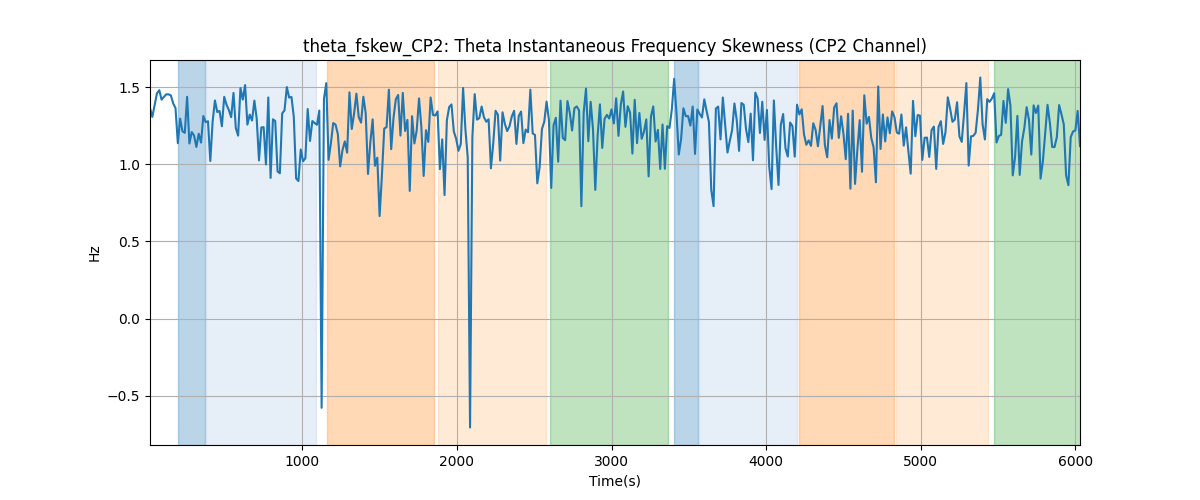 theta_fskew_CP2: Theta Instantaneous Frequency Skewness (CP2 Channel)
1.5
1.0
0.5
0.0
−0.5
Hz
1000 2000 3000 4000 5000 6000
Time(s)